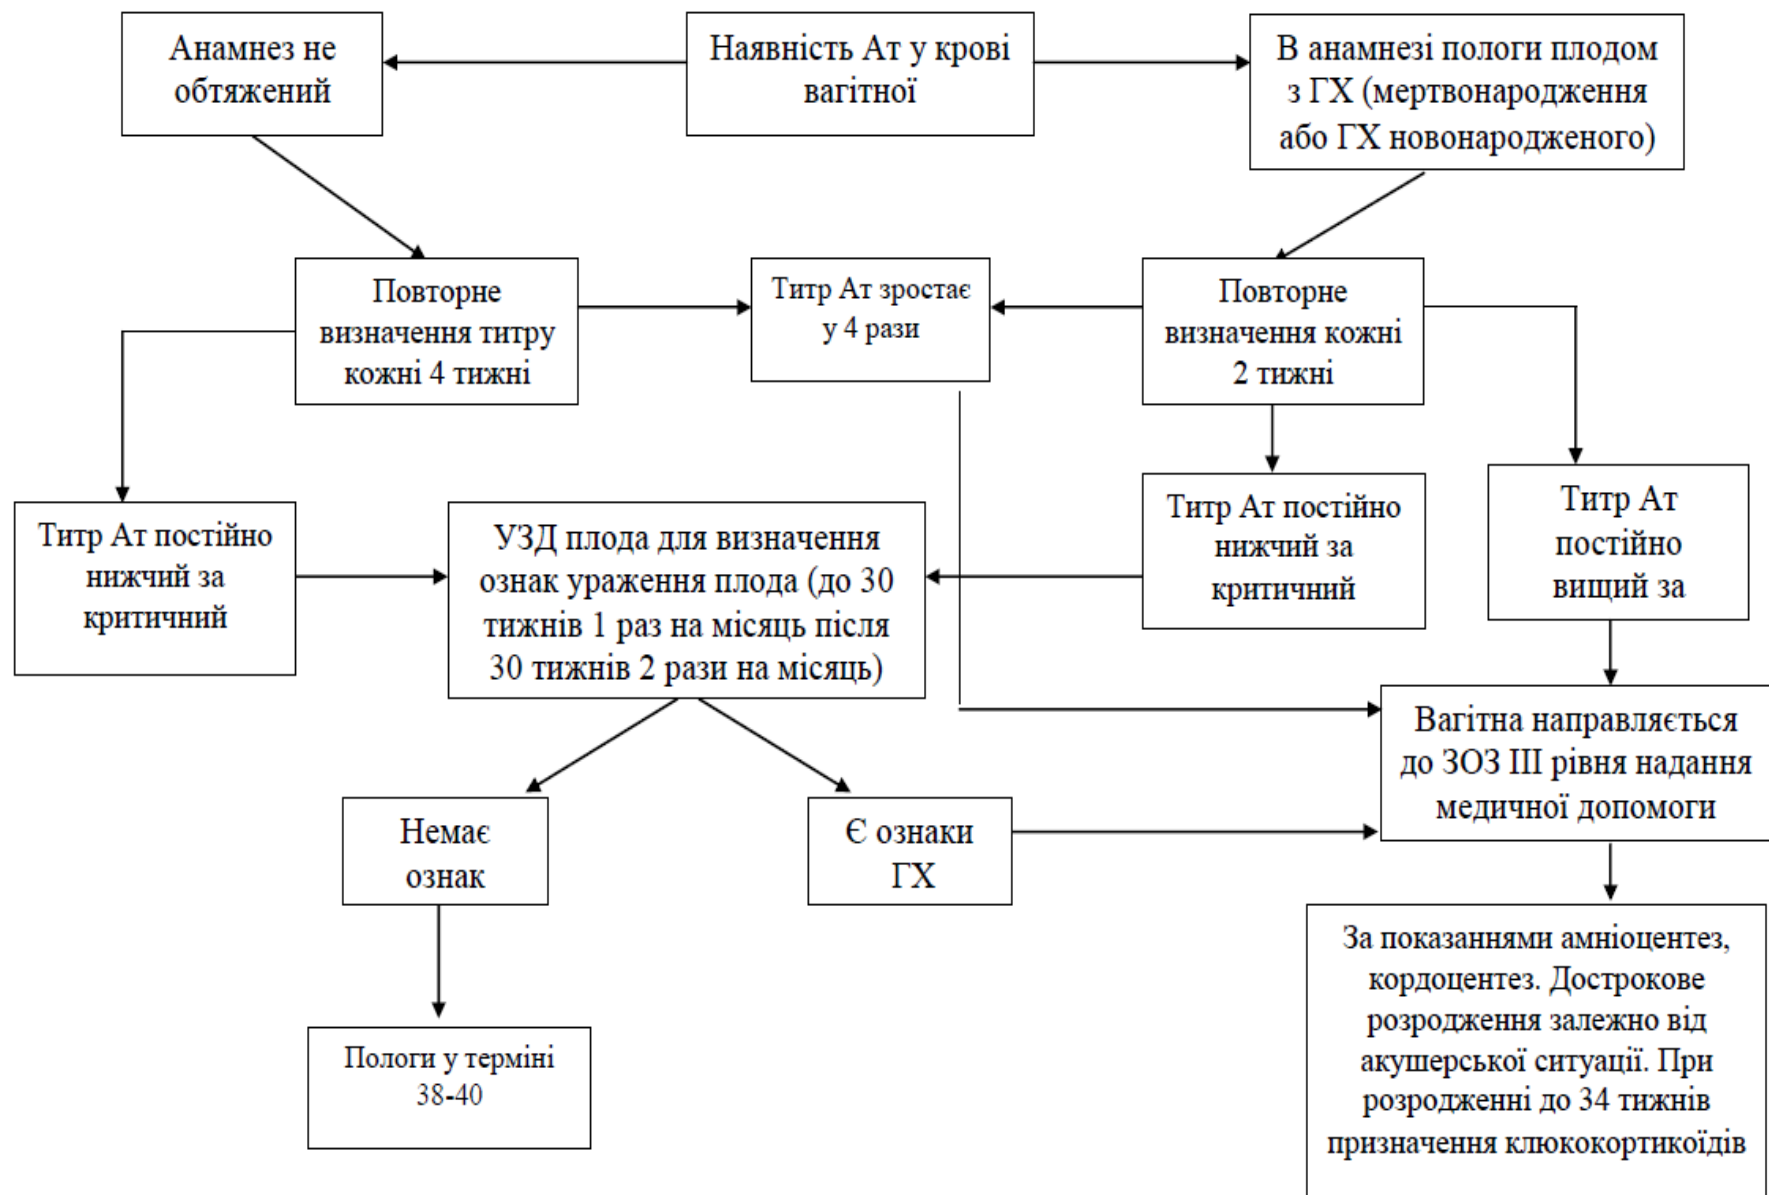 Анамнез не
обтяжений
Наявність Ат у крові
вагітної
В анамнезі пологи плодом
з ГХ (мертвонародження
або ГХ новонародженого)
Повторне
визначення титру
кожні 4 тижні
Титр Ат зростає
у 4 рази
Повторне
визначення кожні
2 тижні
Титр Ат постійно
нижчий за
критичний
УЗД плода для визначення
ознак ураження плода (до 30
тижнів 1 раз на місяць після
30 тижнів 2 рази на місяць)
Титр Ат постійно
нижчий за
критичний
Титр Ат
постійно
вищий за
Вагітна направляється
до ЗОЗ ІІІ рівня надання
медичної допомоги
Немає
ознак
Є ознаки
ГХ
Пологи у терміні
38-40
За показаннями амніоцентез,
кордоцентез. Дострокове
розродження залежно від
акушерської ситуації. При
розродженні до 34 тижнів
призначення клюкокортикоїдів